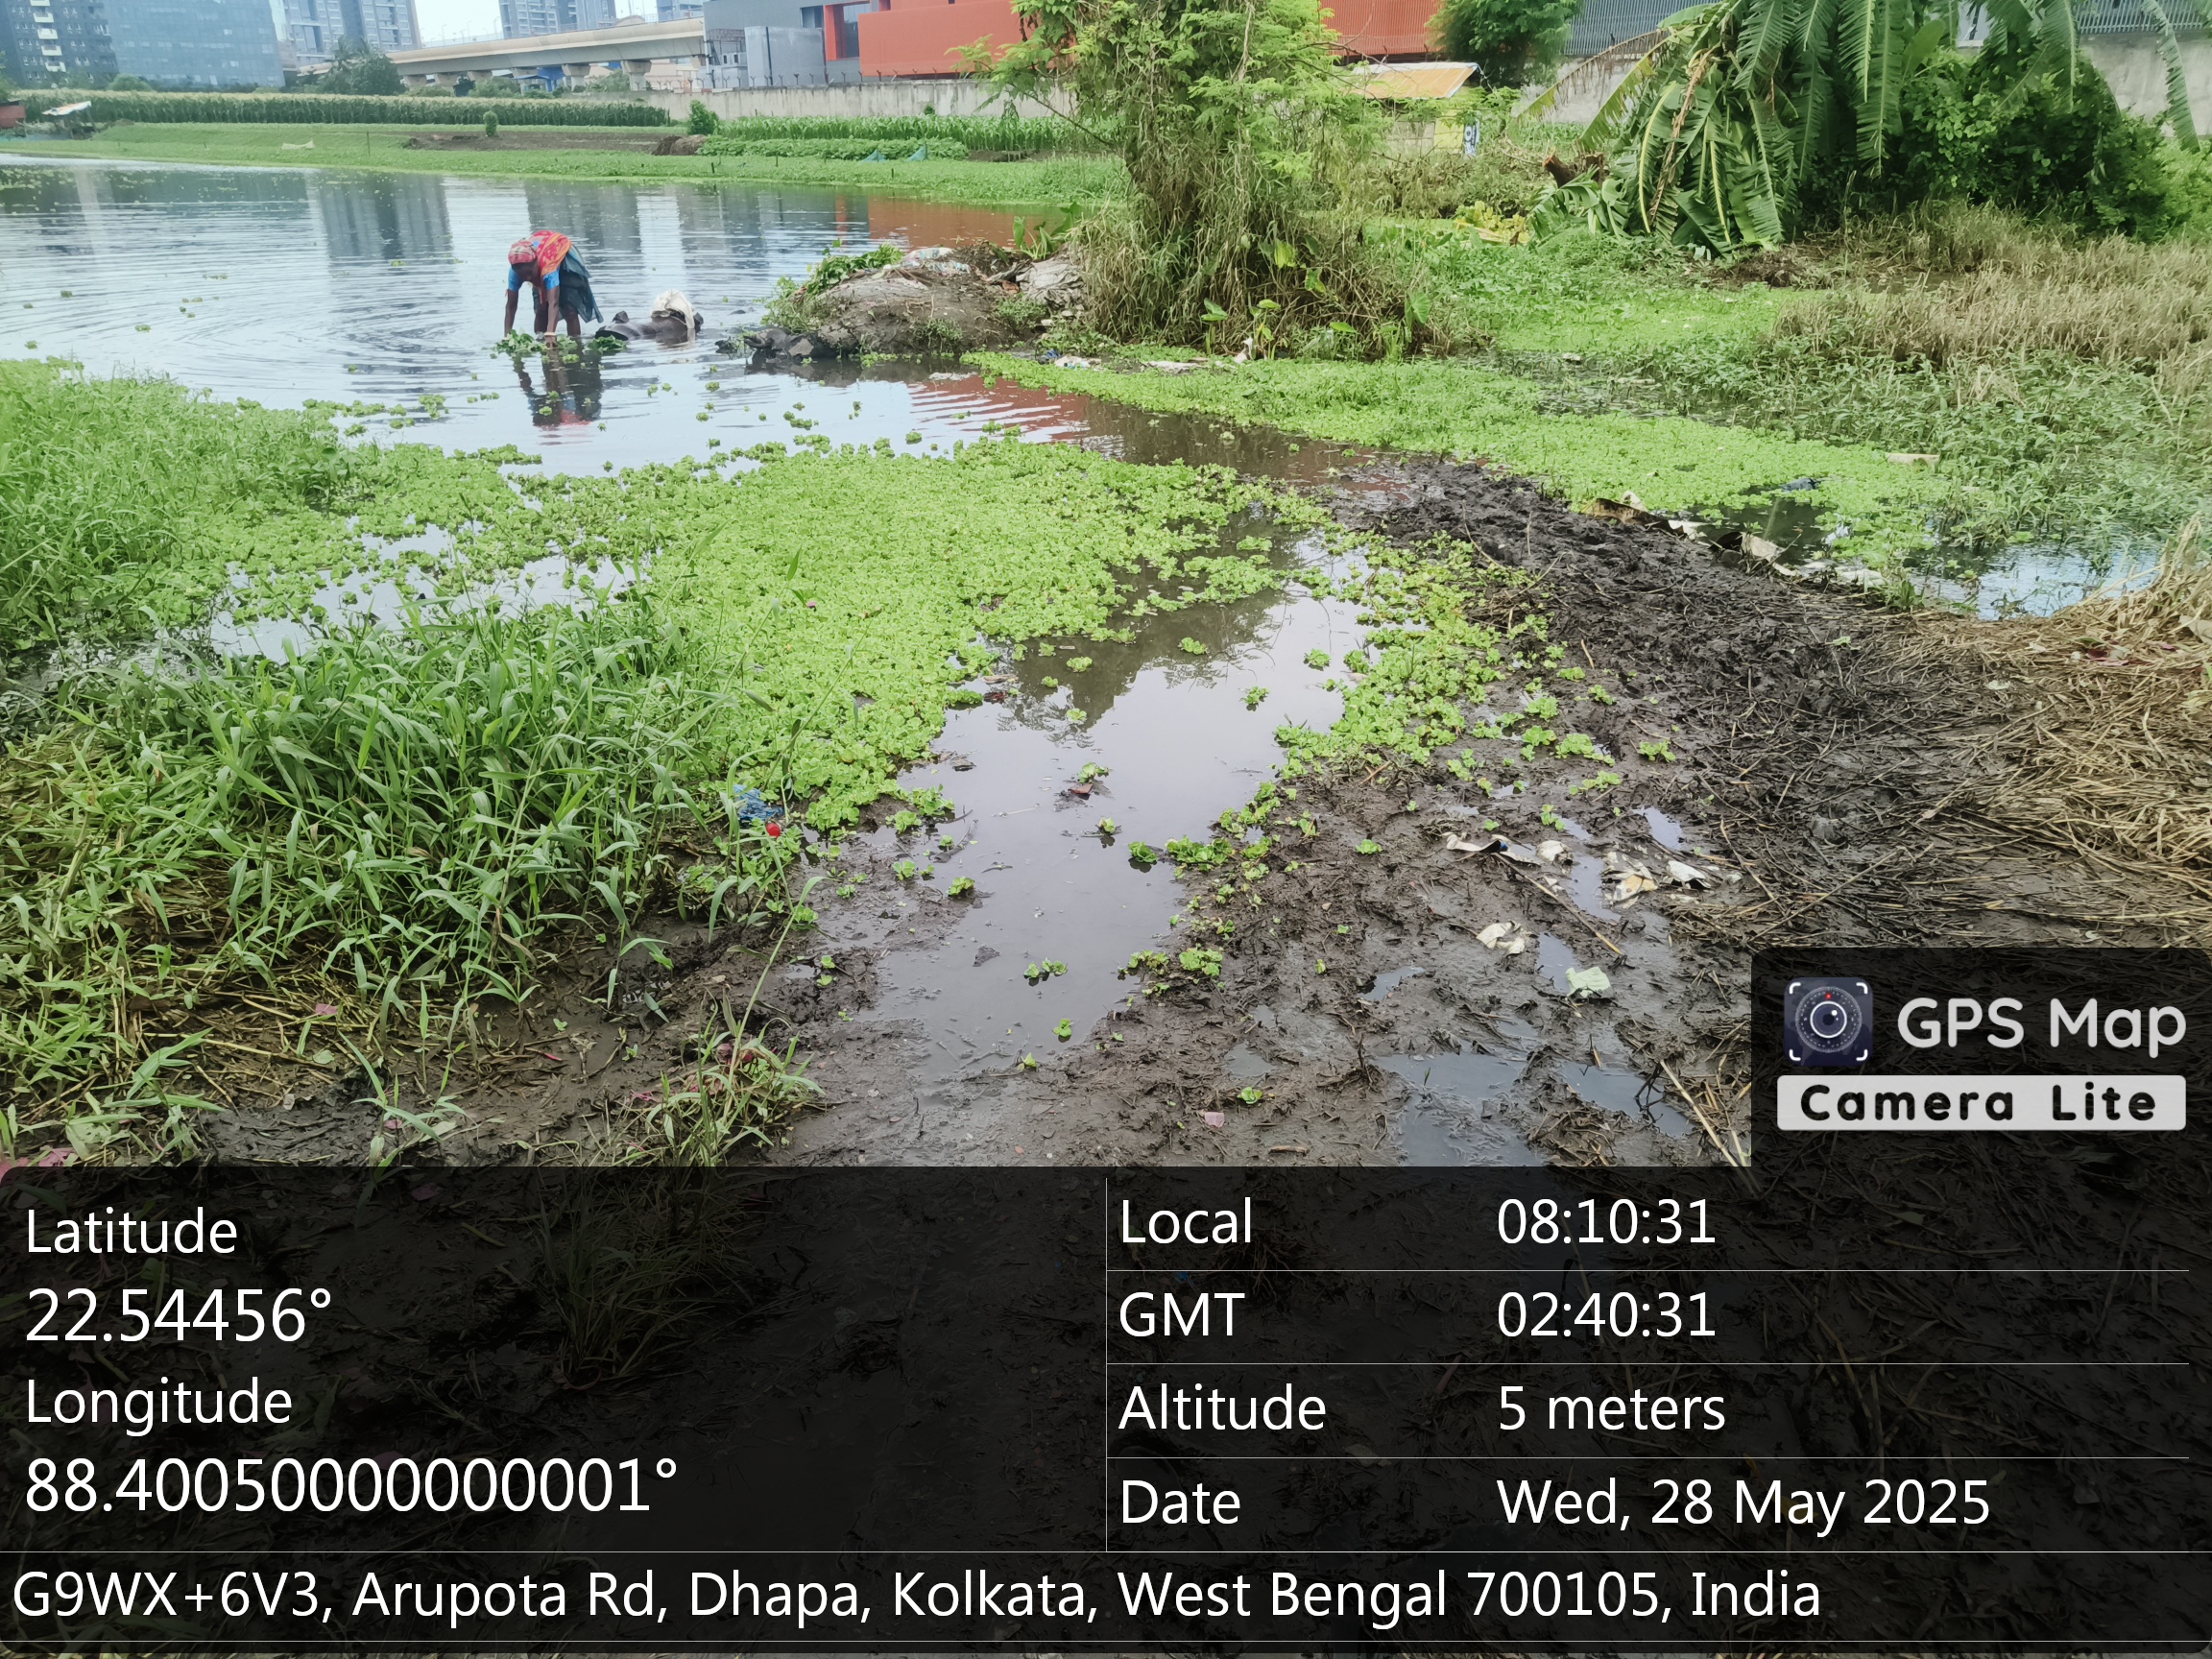 GPS Map
Camera Lite
Latitude
22.54456°
Longitude
88.40050000000001°
Local 08:10:31
GMT 02:40:31
Altitude 5 meters
Date Wed, 28 May 2025
G9WX+6V3, Arupota Rd, Dhapa, Kolkata, West Bengal 700105, India